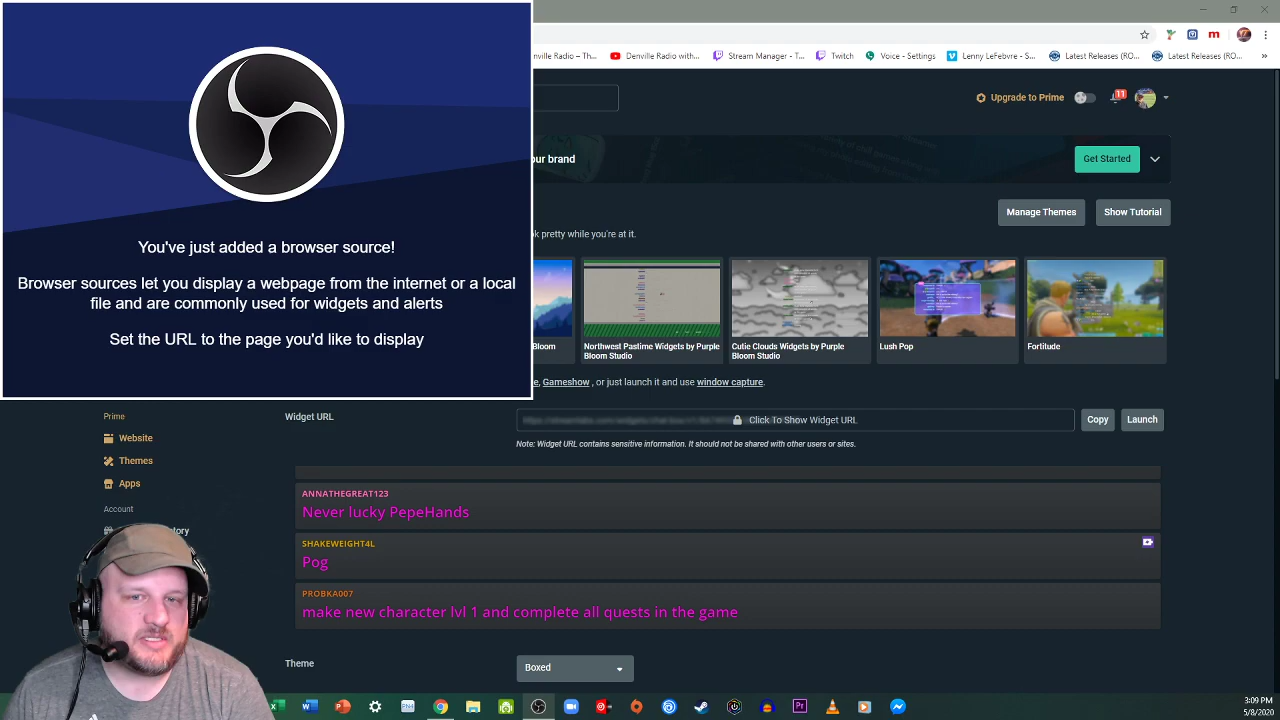 You've just added a browser source!
Browser sources let you display a webpage from the internet or a local
file and are commonly used for widgets and alerts
Set the URL to the page you'd like to display
Denville Radio with...
Stream Manager - T...
Twitch
Voice - Settings
Lenny LeFebvre - S...
Latest Releases (RO...
Latest Releases (RO...
»
Upgrade to Prime
11
our brand
Get Started
Manage Themes
Show Tutorial
ok pretty while you're at it.
Bloom
Northwest Pastime Widgets by Purple
Bloom Studio
Cutie Clouds Widgets by Purple
Bloom Studio
Lush Pop
Fortitude
Gameshow , or just launch it and use window capture.
Prime
Website
Themes
Apps
Account
Widget URL
Click To Show Widget URL
Copy
Launch
Note: Widget URL contains sensitive information. It should not be shared with other users or sites.
ANNATHEGREAT123
Never lucky PepeHands
SHAKEWEIGHT4L
Pog
PROBKA007
make new character lvl 1 and complete all quests in the game
Theme
Boxed
3:09 PM
5/8/2020